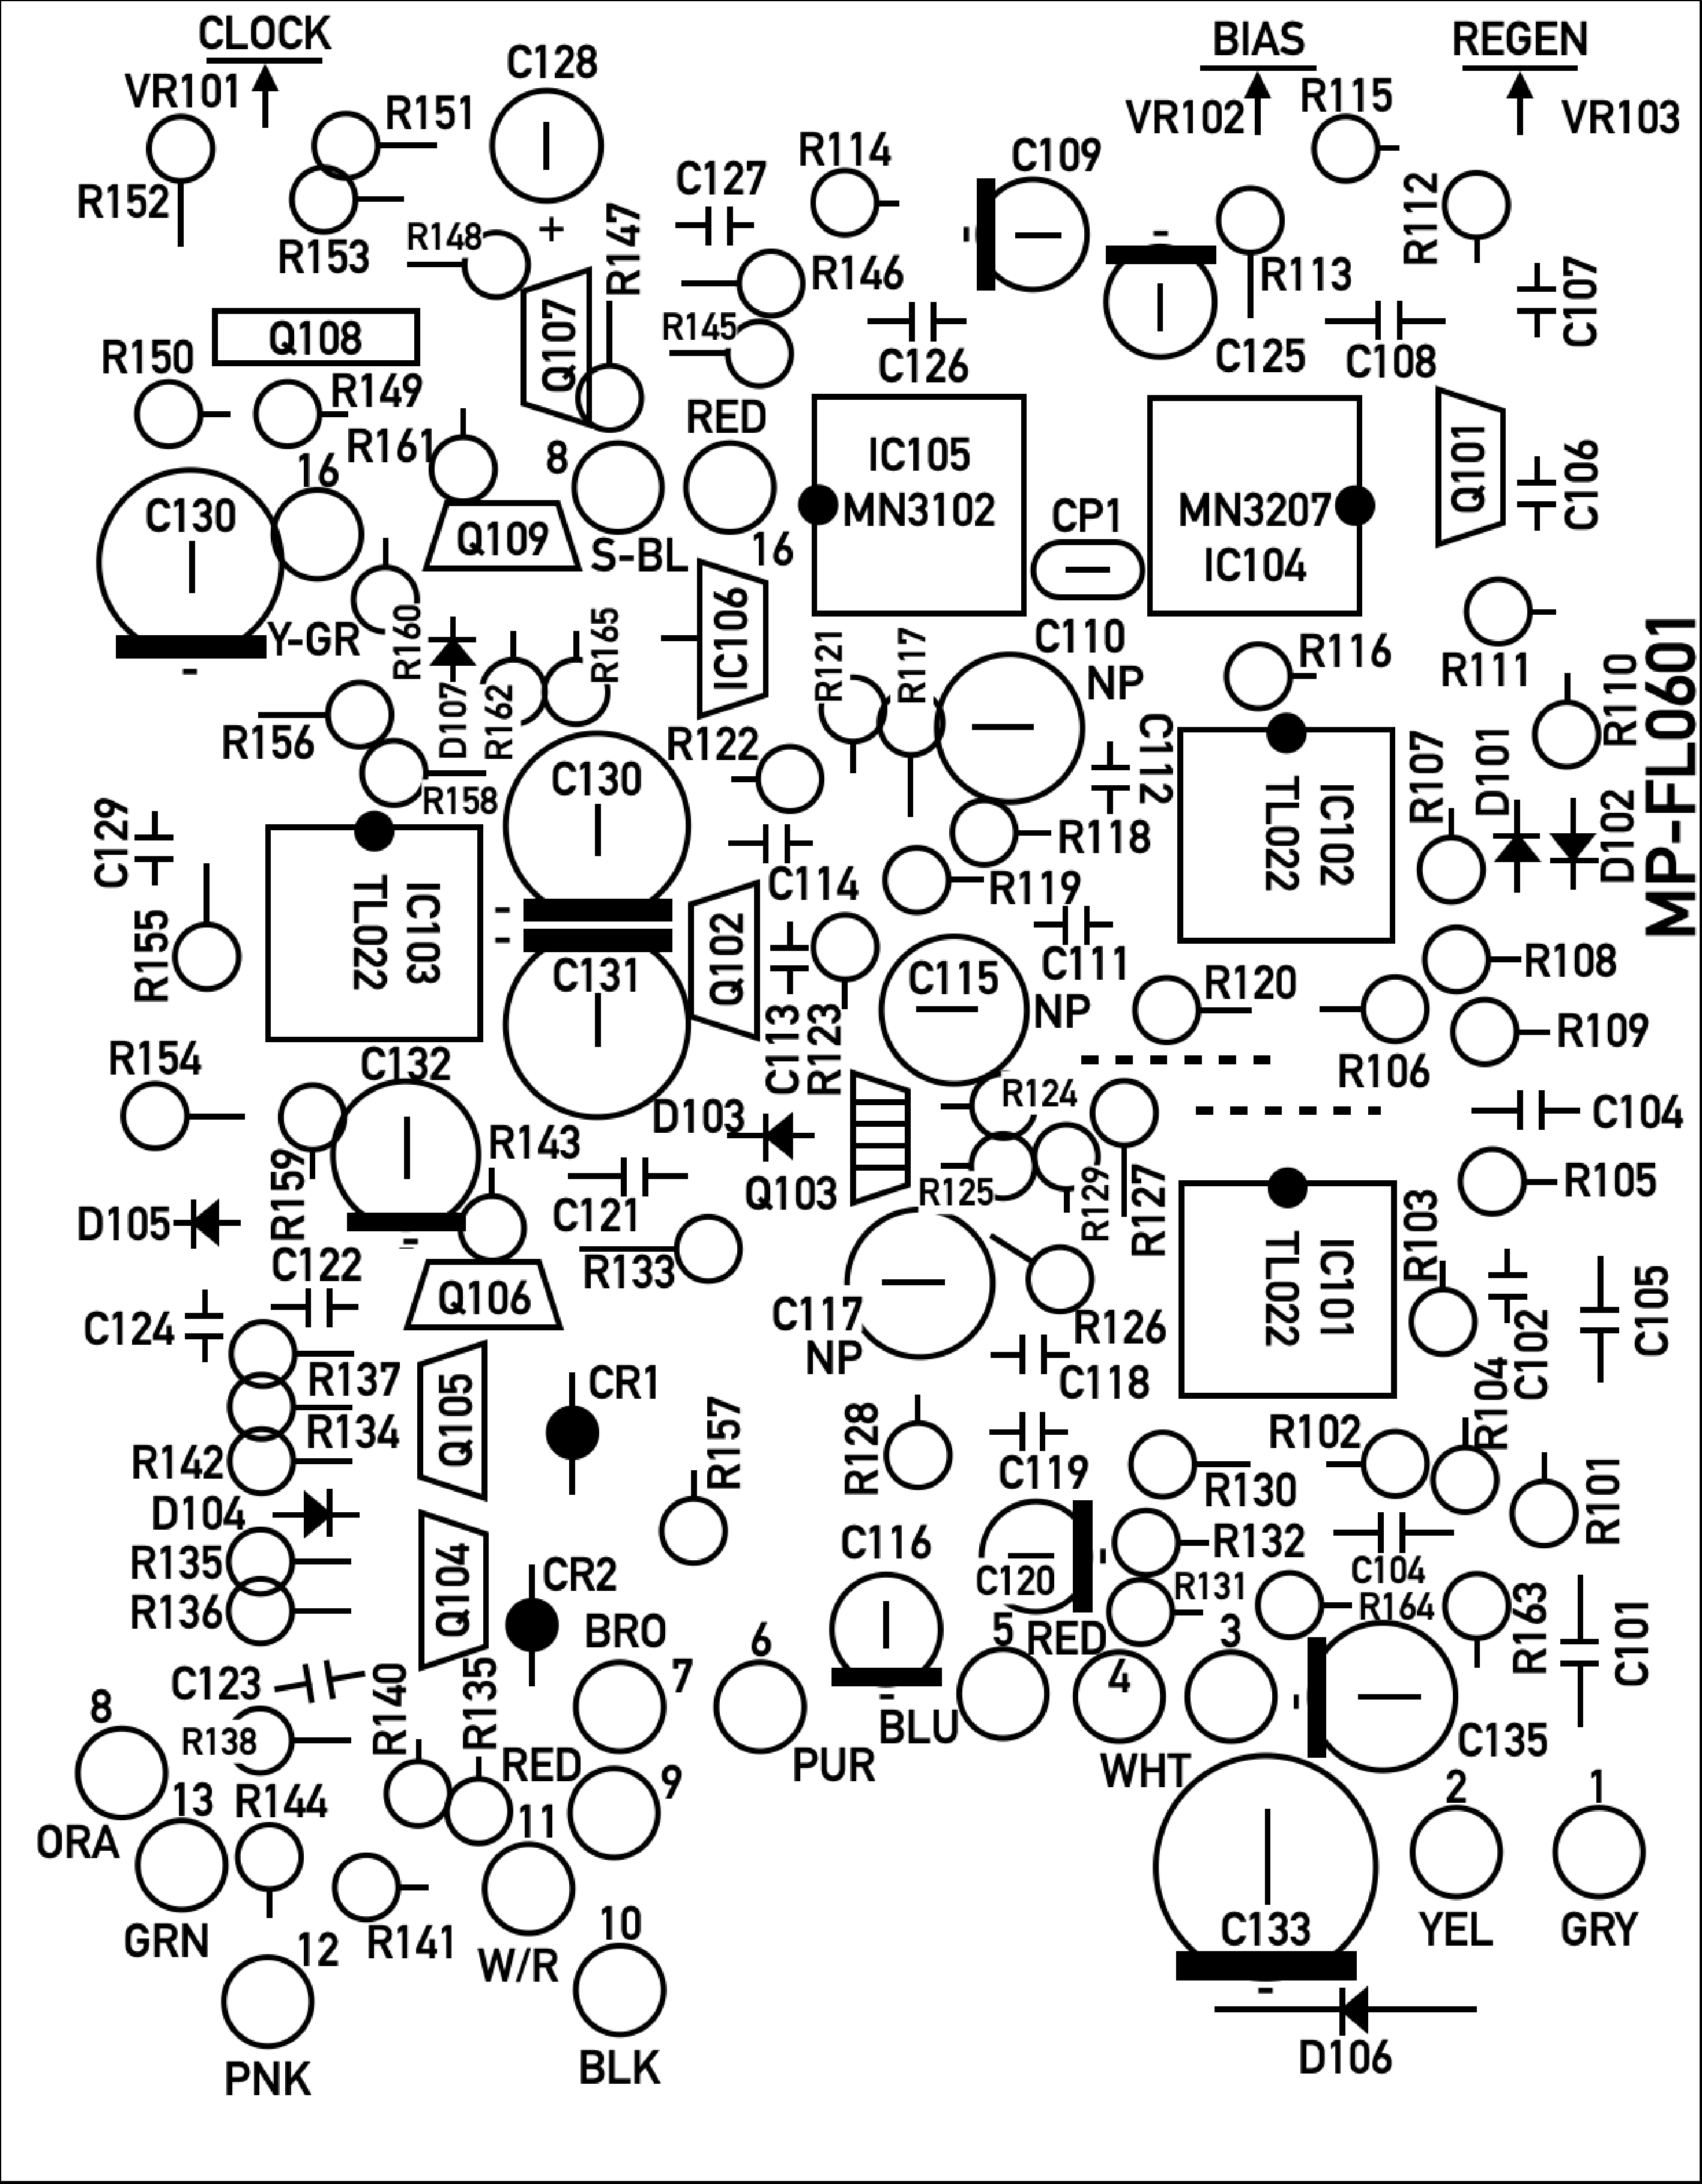 CLOCK
BIAS
REGEN
VR101
C128
VR102
R115
VR103
R151
R114
C109
R152
C127
R112
R153
R148
+
R147
R146
-
-
R113
C107
Q108
Q107
R145
C126
C125
C108
R150
R149
R161
RED
8
16
IC105
MN3102
Q101
C106
C130
-
Q109
S-BL
16
CP1
MN3207
IC104
Y-GR
R160
R165
IC106
R121
R117
C110
NP
R116
R111
R110
MP-FL0601
R156
D107
R162
R122
C112
R107
D101
R158
C130
-
R118
IC102
TL022
D102
C129
C114
R119
IC103
TL022
R155
-
C131
Q102
C113
R123
C115
NP
C111
R120
R108
R109
R106
R154
C132
-
D103
R124
C104
R159
R143
Q103
R125
R129
R127
R105
D105
C121
R133
R103
C122
Q106
C117
NP
R126
IC101
TL022
C102
C105
C124
R137
R134
CR1
C118
R104
R142
Q105
R157
R128
C119
R130
R102
R101
D104
R135
R136
Q104
CR2
C116
-
C120
-
R132
R131
C104
R164
R163
C101
BRO
7
6
5
RED
4
3
C123
R140
R135
BLU
-
C135
8
R138
RED
PUR
WHT
ORA
13
R144
9
11
2
1
GRN
R141
W/R
10
C133
-
YEL
GRY
12
PNK
BLK
D106